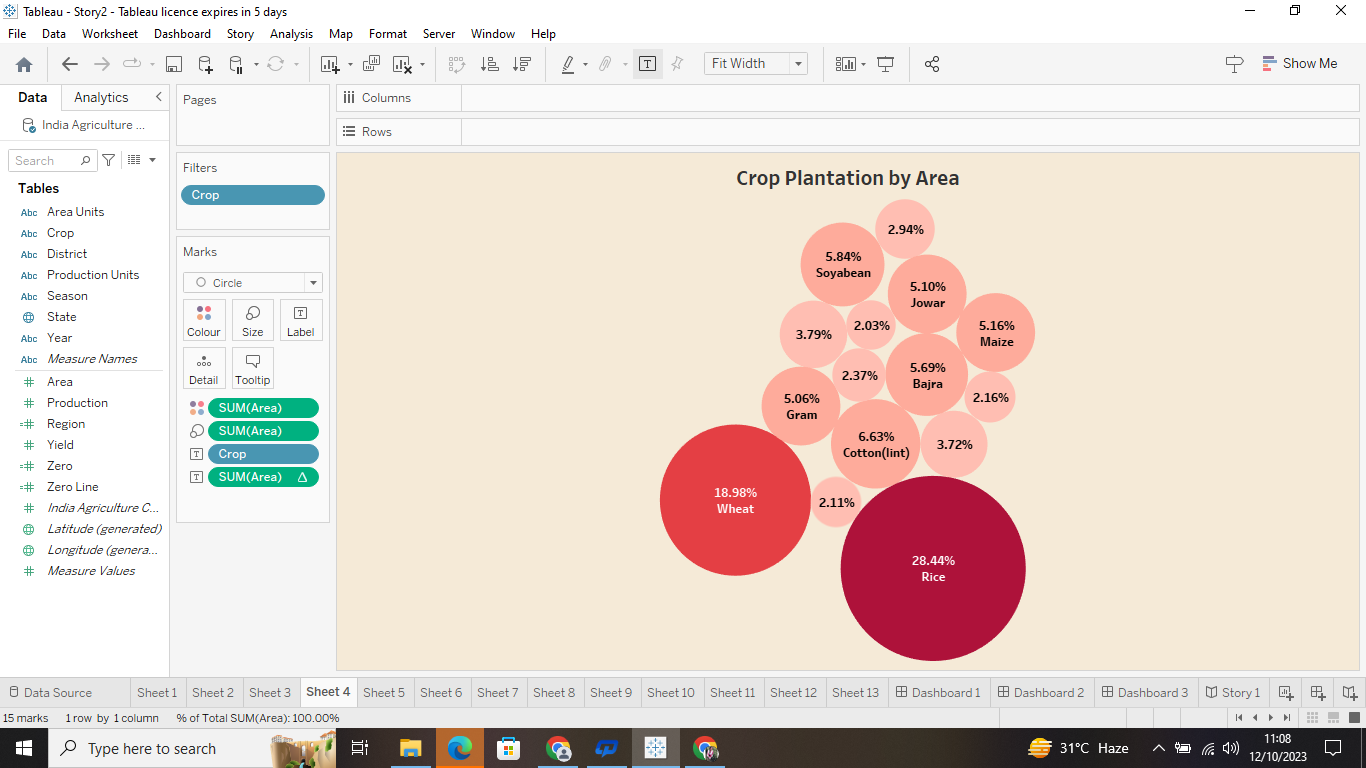 Tableau - Story2 - Tableau licence expires in 5 days
File Data Worksheet Dashboard Story Analysis Map Format Server Window Help
Fit Width
Show Me
Data Analytics
India Agriculture ...
Search
Tables
Abc Area Units
Abc Crop
Abc District
Abc Production Units
Abc Season
State
Abc Year
Abc Measure Names
Area
Production
Region
Yield
Zero
Zero Line
India Agriculture C...
Latitude (generated)
Longitude (genera...
Measure Values
Pages
Filters
Crop
Marks
Circle
Colour Size Label
Detail Tooltip
SUM(Area)
SUM(Area)
Crop
SUM(Area)
Columns
Rows
Crop Plantation by Area
2.94%
5.84%
Soyabean
5.10%
Jowar
3.79%
2.03%
5.16%
Maize
2.37%
5.69%
Bajra
2.16%
5.06%
Gram
6.63%
Cotton(lint)
3.72%
18.98%
Wheat
2.11%
28.44%
Rice
Data Source Sheet 1 Sheet 2 Sheet 3 Sheet 4 Sheet 5 Sheet 6 Sheet 7 Sheet 8 Sheet 9 Sheet 10 Sheet 11 Sheet 12 Sheet 13 Dashboard 1 Dashboard 2 Dashboard 3 Story 1
15 marks 1 row by 1 column % of Total SUM(Area): 100.00%
Type here to search
31°C Haze
11:08
12/10/2023